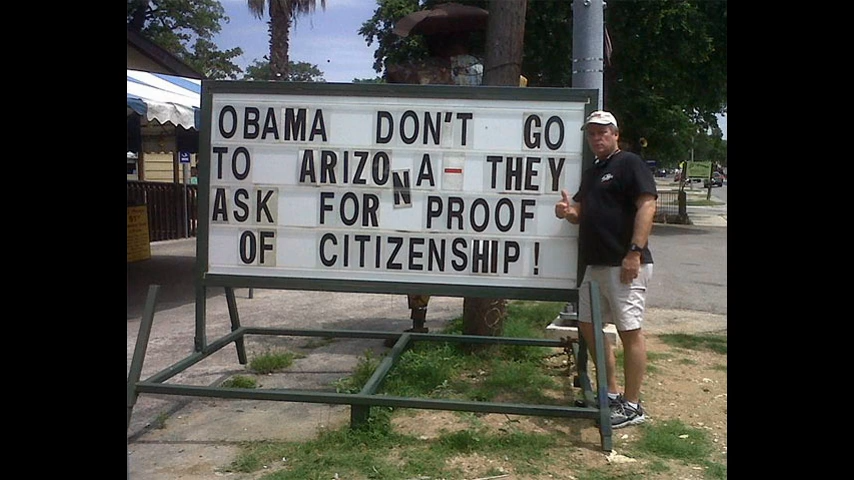 OBAMA DON'T GO
TO ARIZONA - THEY
ASK FOR PROOF
OF CITIZENSHIP!